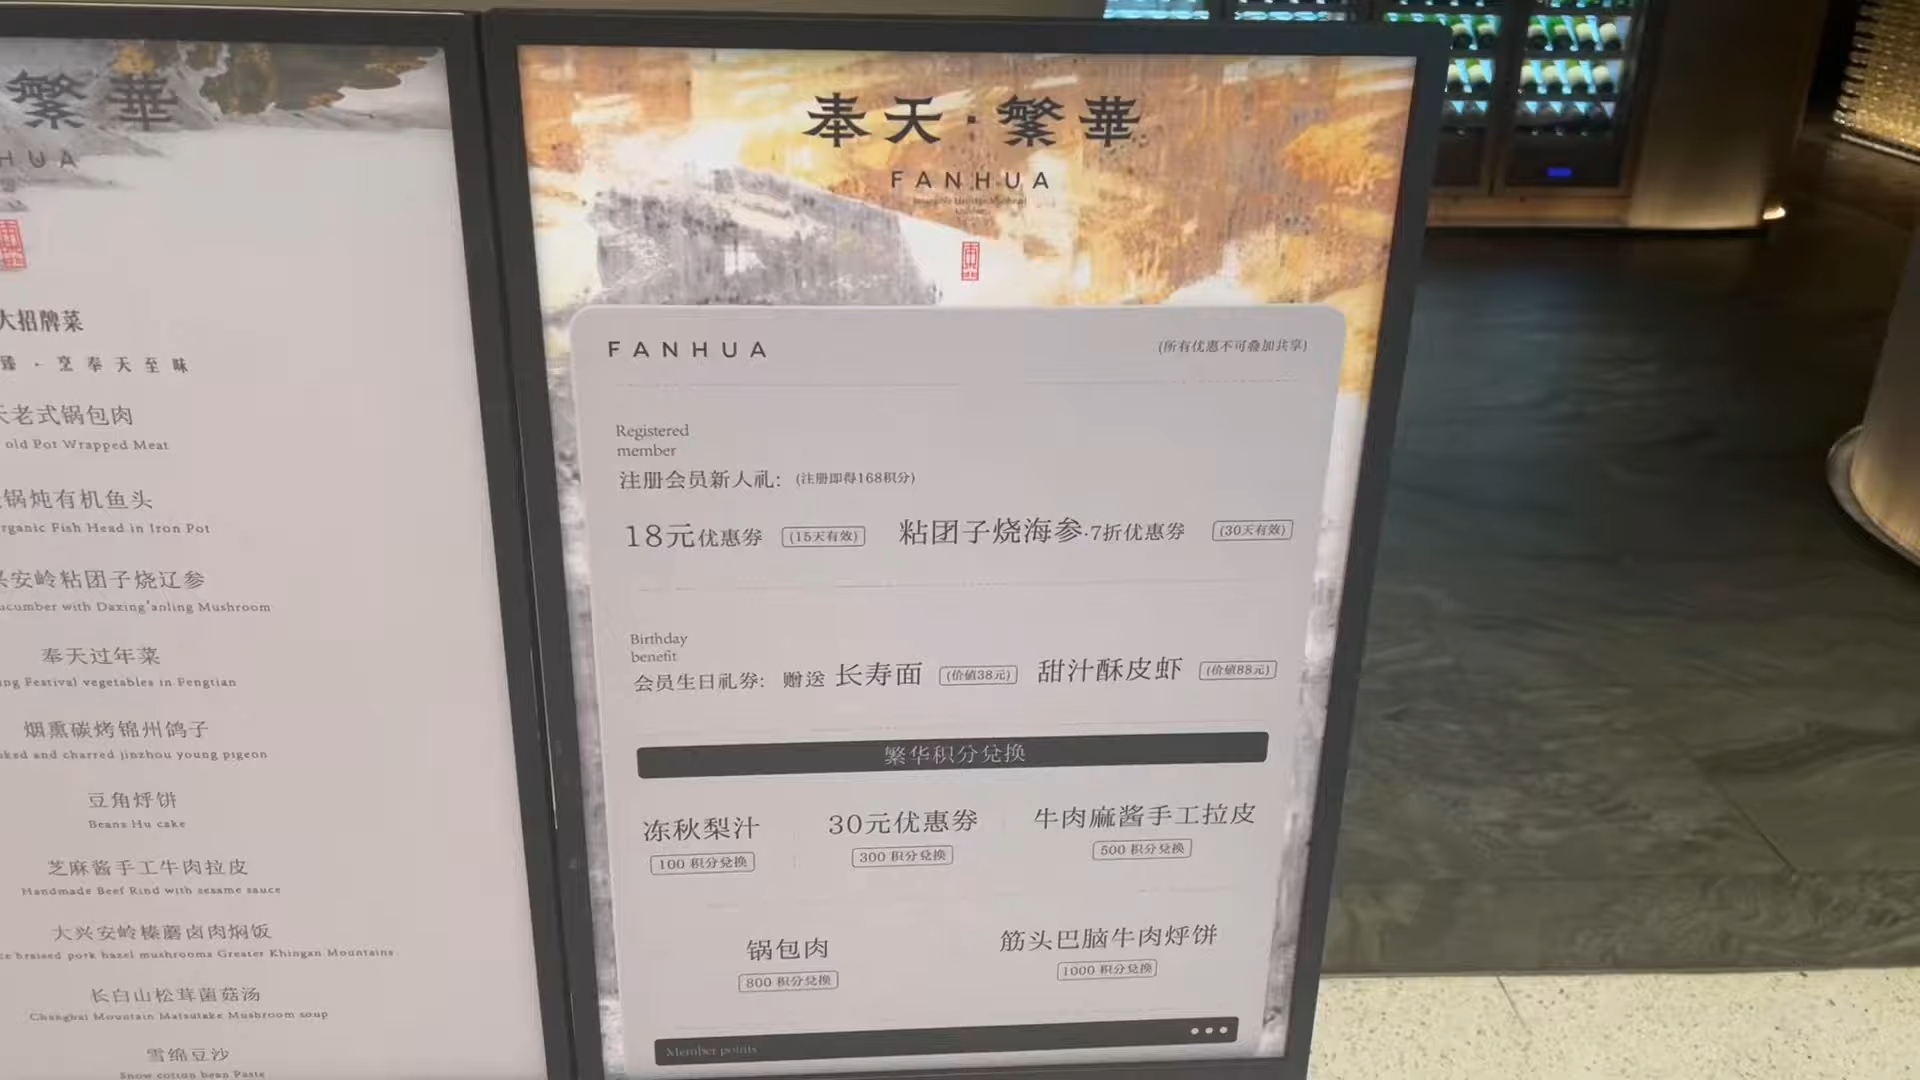 繁華
HUA
大招牌菜
臻 · 烹奉天至味
老式锅包肉
old Pot Wrapped Meat
锅炖有机鱼头
rganic Fish Head in Iron Pot
兴安岭粘团子烧辽参
ucumber with Daxing'anling Mushroom
奉天过年菜
ng Festival vegetables in Fengtian
烟熏碳烤锦州鸽子
ked and charred jinzhou young pigeon
豆角烀饼
Beans Hu cake
芝麻酱手工牛肉拉皮
Handmade Beef Rind with sesame sauce
大兴安岭榛蘑卤肉焖饭
ce braised pork hazel mushrooms Greater Khingan Mountains
长白山松茸菌菇汤
Changbai Mountain Matsutake Mushroom soup
雪绵豆沙
Snow cotton bean Paste
奉天·繁華
FANHUA
FANHUA
(所有优惠不可叠加共享)
Registered
member
注册会员新人礼: (注册即得168积分)
18元优惠券 (15天有效) 粘团子烧海参·7折优惠券 (30天有效)
Birthday
benefit
会员生日礼券: 赠送 长寿面 (价值38元) 甜汁酥皮虾 (价值88元)
繁华积分兑换
冻秋梨汁 30元优惠券 牛肉麻酱手工拉皮
100 积分兑换 300 积分兑换 500 积分兑换
锅包肉 筋头巴脑牛肉烀饼
800 积分兑换 1000 积分兑换
Member points